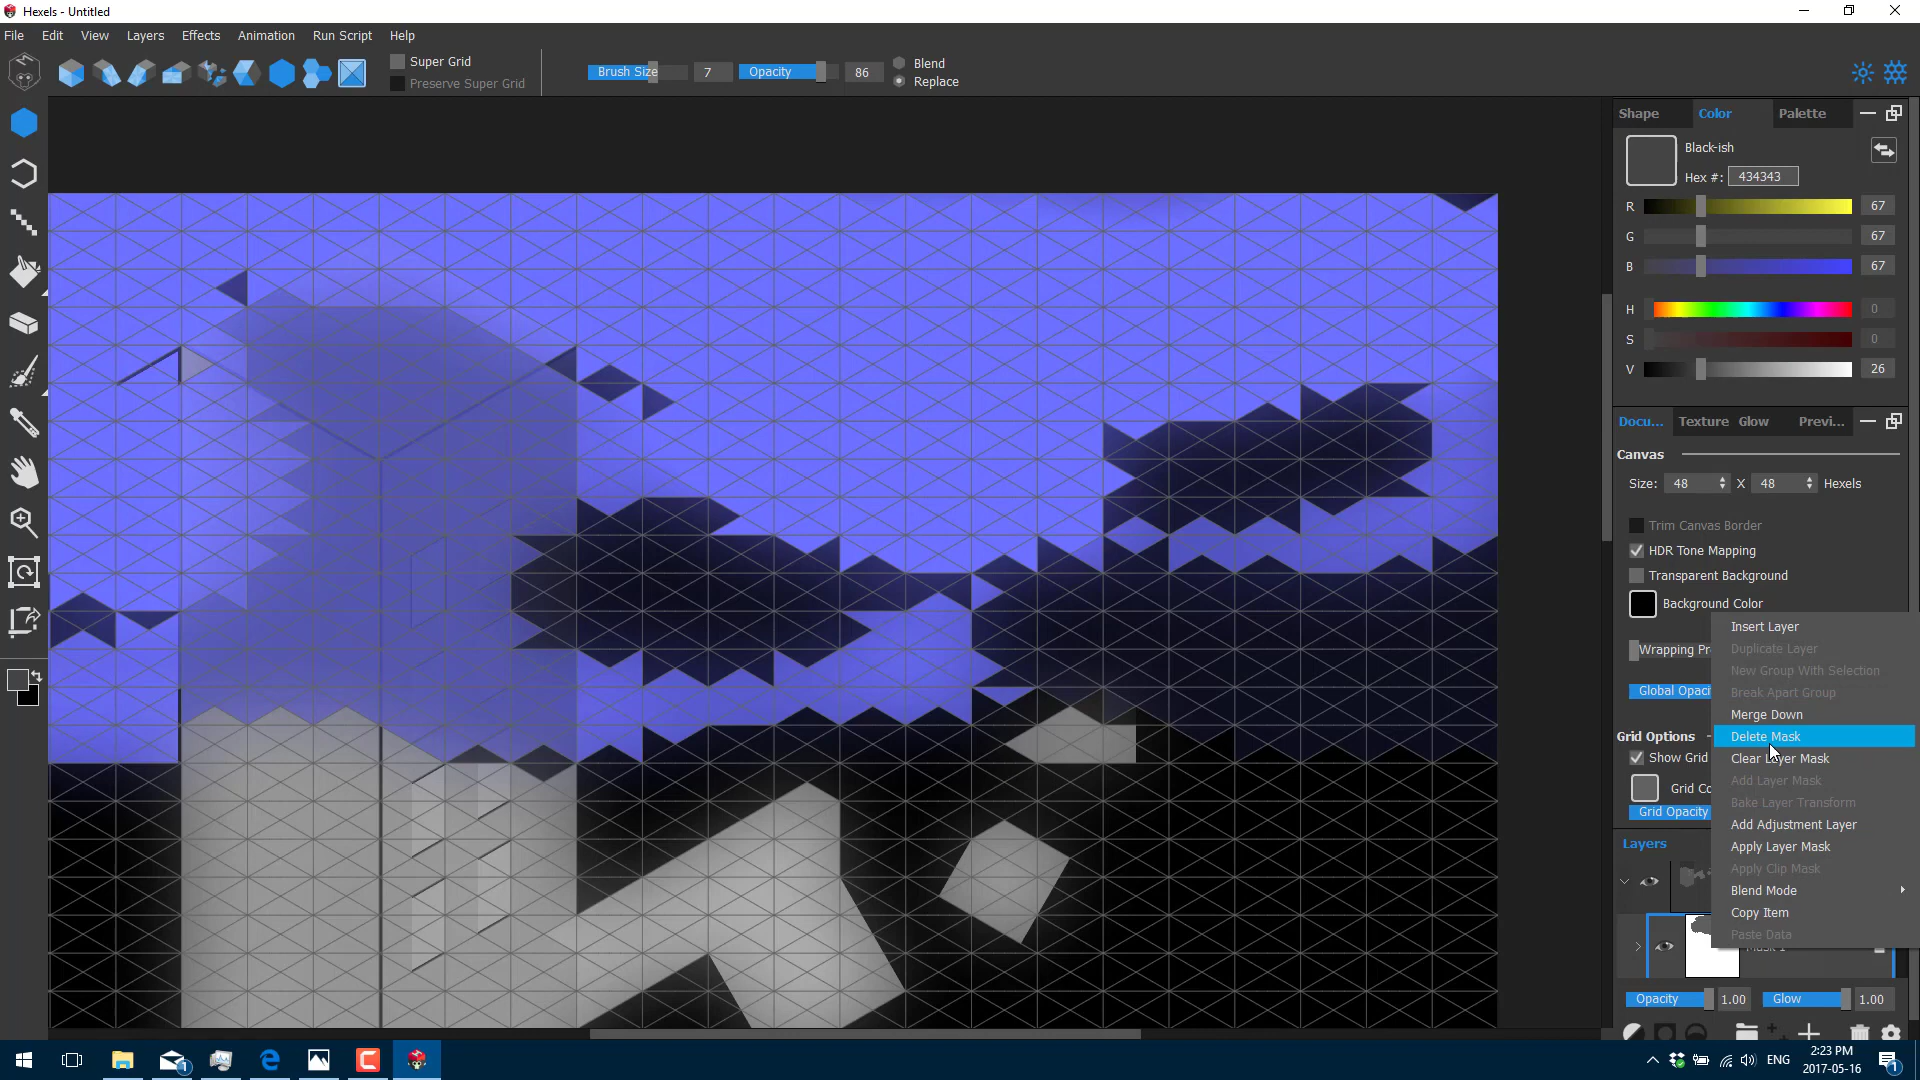 Hexels - Untitled
File Edit View Layers Effects Animation Run Script Help
Super Grid
Preserve Super Grid
Brush Size 7 Opacity 86
Blend
Replace
Shape Color Palette
Black-ish
Hex #: 434343
R 67
G 67
B 67
H 0
S 0
V 26
Docu... Texture Glow Previ...
Canvas
Size: 48 X 48 Hexels
Trim Canvas Border
HDR Tone Mapping
Transparent Background
Background Color
Wrapping Pr
Global Opaci
Grid Options
Show Grid
Grid Co
Grid Opacity
Insert Layer
Duplicate Layer
New Group With Selection
Break Apart Group
Merge Down
Delete Mask
Clear Layer Mask
Add Layer Mask
Bake Layer Transform
Add Adjustment Layer
Apply Layer Mask
Apply Clip Mask
Blend Mode
Copy Item
Paste Data
Layers
Mask 1
Opacity 1.00 Glow 1.00
1
ENG
2:23 PM
2017-05-16
1